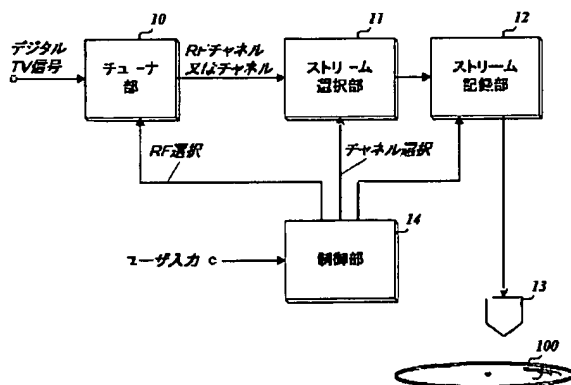 10
11
12
デジタル
TV信号
チューナ
部
RFチャネル
又はチャネル
ストリーム
選択部
ストリーム
記録部
RF選択
チャネル選択
14
ユーザ入力
制御部
13
100